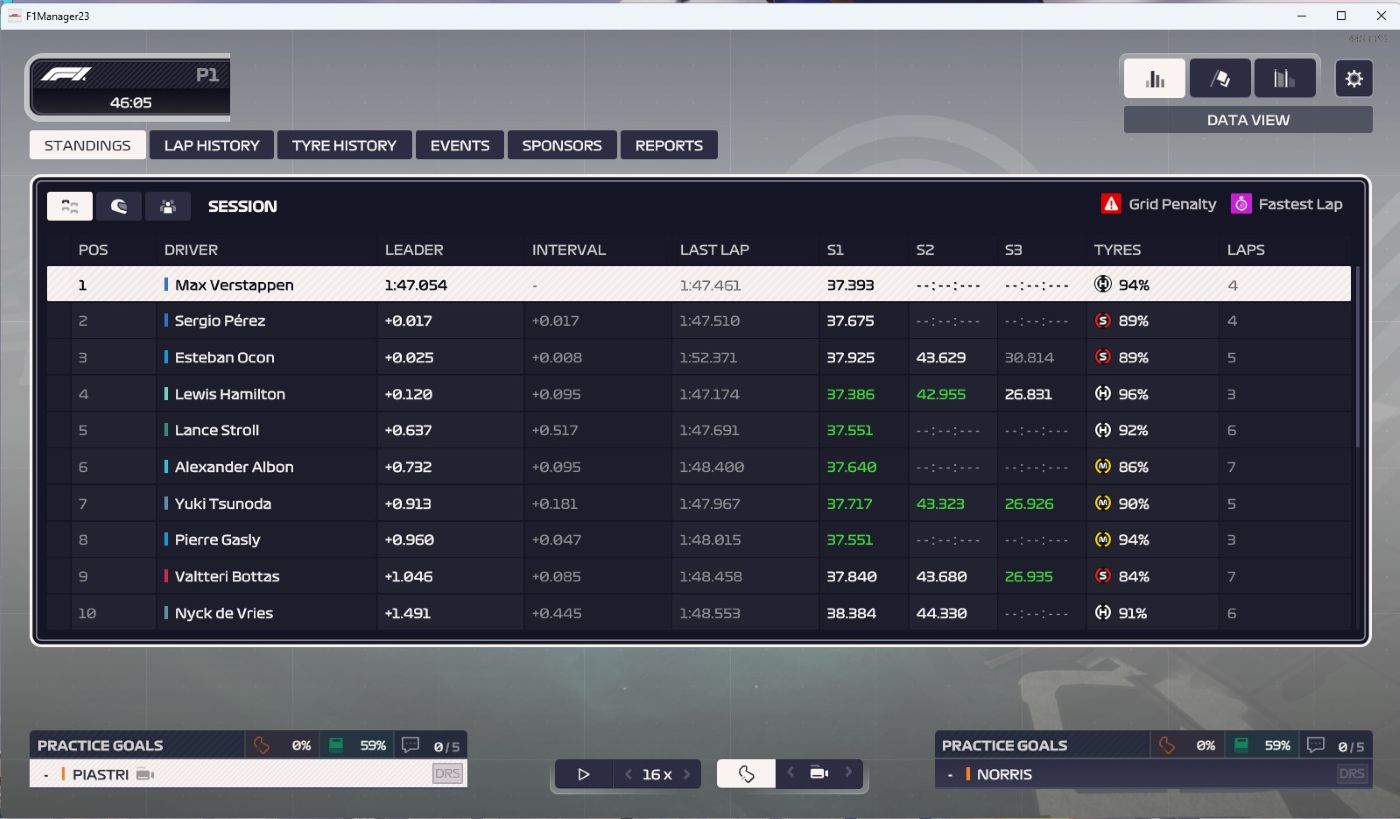 F1Manager23
P1
46:05
DATA VIEW
STANDINGS LAP HISTORY TYRE HISTORY EVENTS SPONSORS REPORTS
SESSION Grid Penalty Fastest Lap
POS DRIVER LEADER INTERVAL LAST LAP S1 S2 S3 TYRES LAPS
1 Max Verstappen 1:47.054 - 1:47.461 37.393 --:--:--- --:--:--- H 94% 4
2 Sergio Pérez +0.017 +0.017 1:47.510 37.675 --:--:--- --:--:--- S 89% 4
3 Esteban Ocon +0.025 +0.008 1:52.371 37.925 43.629 30.814 S 89% 5
4 Lewis Hamilton +0.120 +0.095 1:47.174 37.386 42.955 26.831 H 96% 3
5 Lance Stroll +0.637 +0.517 1:47.691 37.551 --:--:--- --:--:--- H 92% 6
6 Alexander Albon +0.732 +0.095 1:48.400 37.640 --:--:--- --:--:--- M 86% 7
7 Yuki Tsunoda +0.913 +0.181 1:47.967 37.717 43.323 26.926 M 90% 5
8 Pierre Gasly +0.960 +0.047 1:48.015 37.551 --:--:--- --:--:--- M 94% 3
9 Valtteri Bottas +1.046 +0.085 1:48.458 37.840 43.680 26.935 S 84% 7
10 Nyck de Vries +1.491 +0.445 1:48.553 38.384 44.330 --:--:--- H 91% 6
PRACTICE GOALS 0% 59% 0/5
- PIASTRI DRS
16 x
PRACTICE GOALS 0% 59% 0/5
- NORRIS DRS